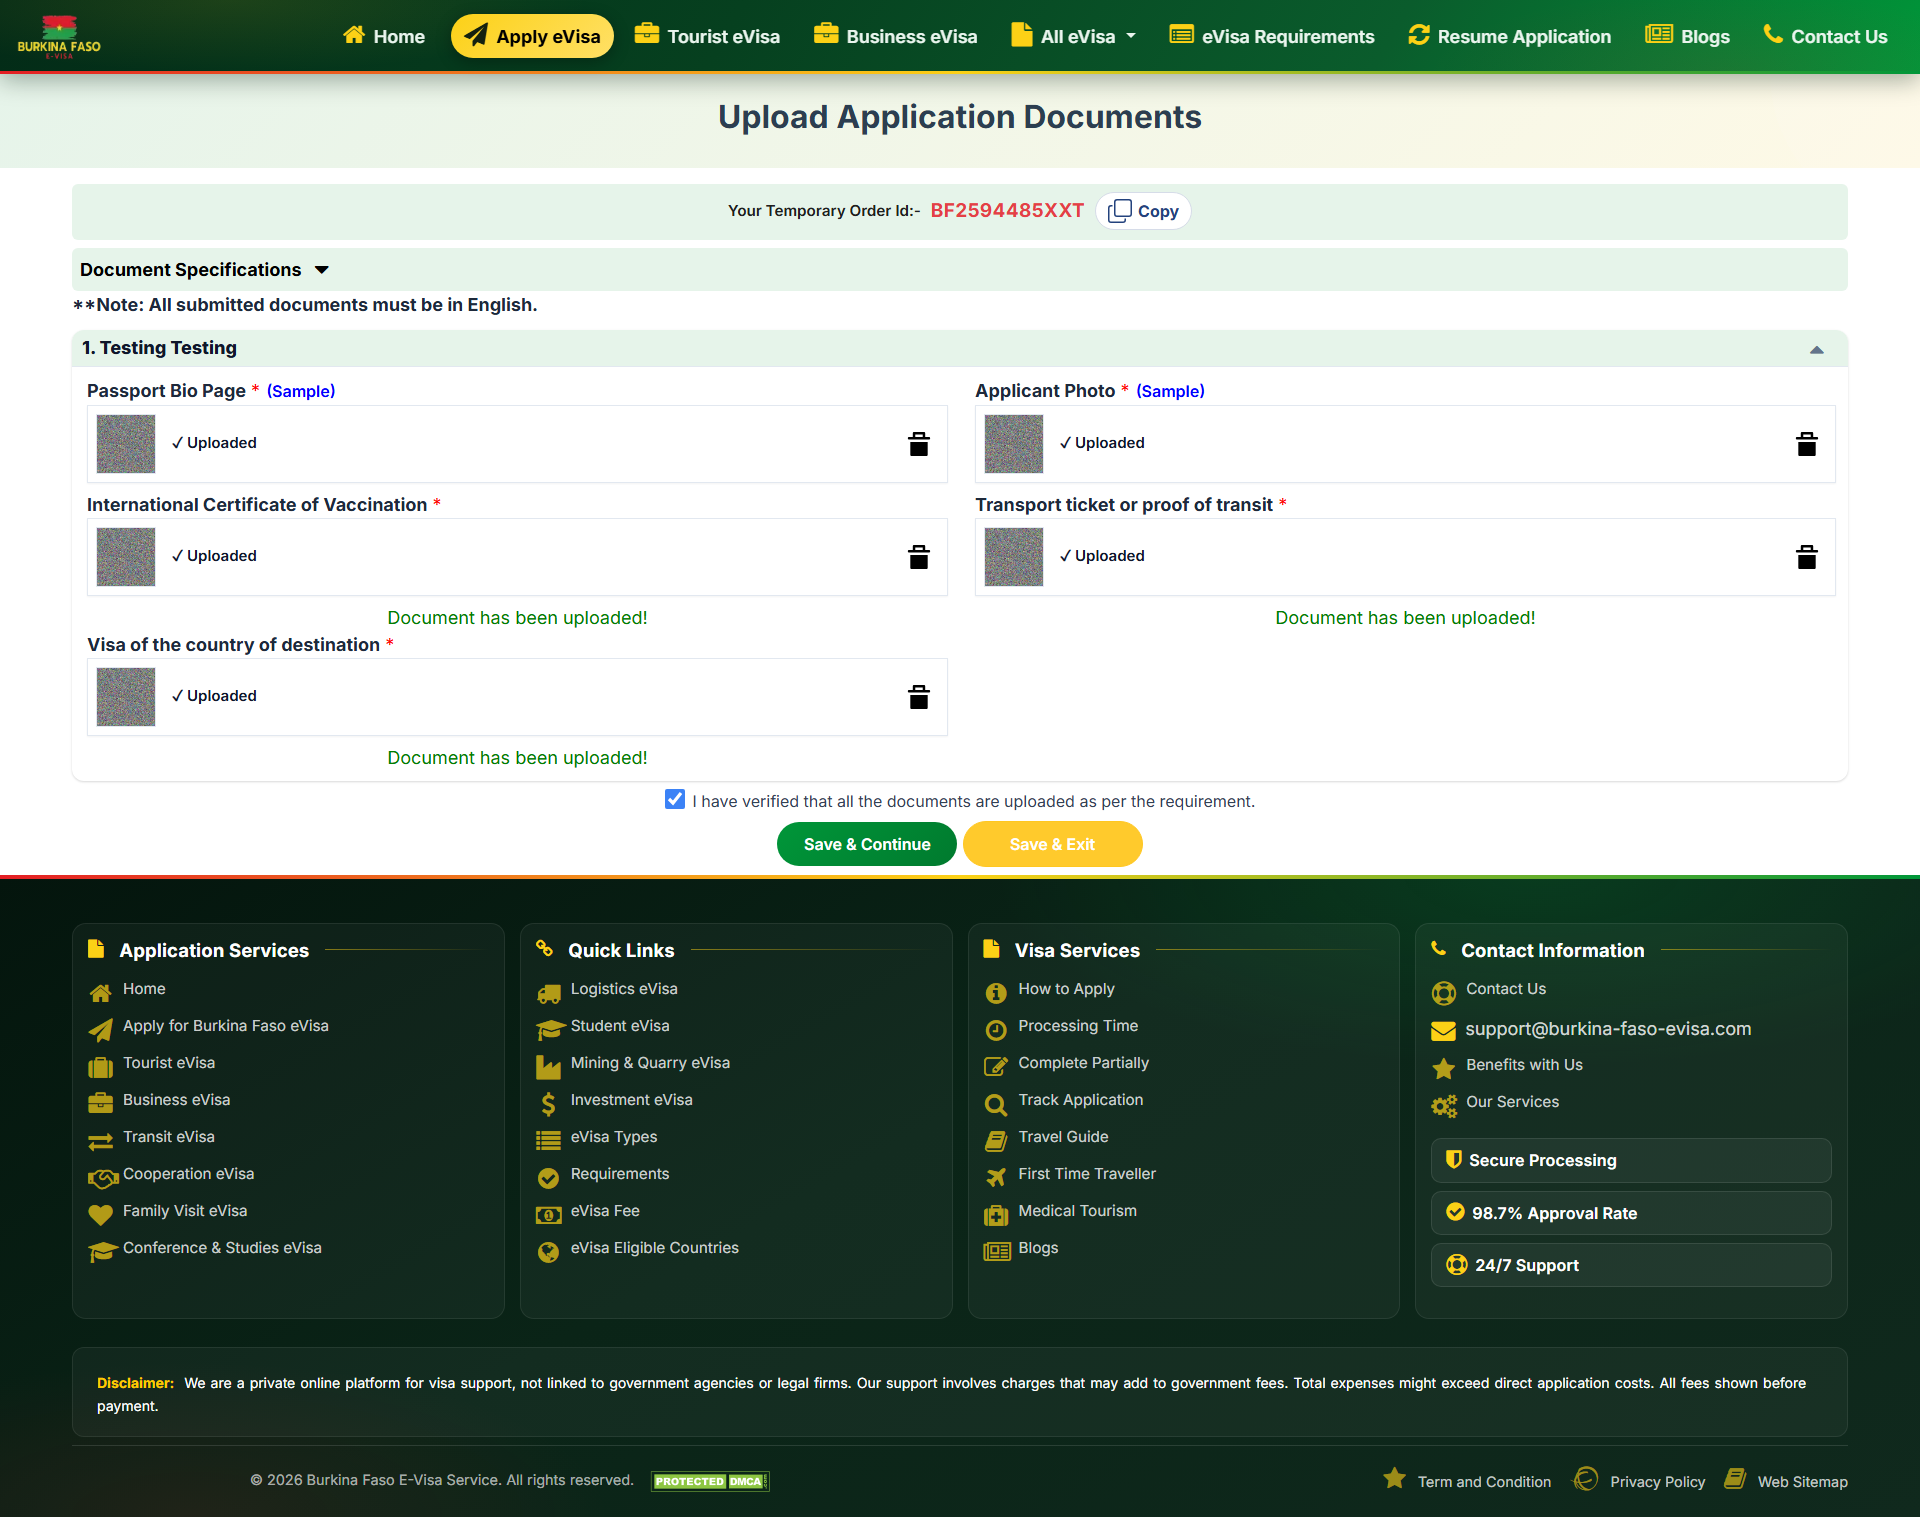 BURKINA FASO
E-VISA
Home
Apply eVisa
Tourist eVisa
Business eVisa
All eVisa
eVisa Requirements
Resume Application
Blogs
Contact Us
Upload Application Documents
Your Temporary Order Id:- BF2594485XXT Copy
Document Specifications
**Note: All submitted documents must be in English.
1. Testing Testing
Passport Bio Page * (Sample)
✓ Uploaded
Applicant Photo * (Sample)
✓ Uploaded
International Certificate of Vaccination *
✓ Uploaded
Document has been uploaded!
Transport ticket or proof of transit *
✓ Uploaded
Document has been uploaded!
Visa of the country of destination *
✓ Uploaded
Document has been uploaded!
I have verified that all the documents are uploaded as per the requirement.
Save & Continue
Save & Exit
Application Services
Home
Apply for Burkina Faso eVisa
Tourist eVisa
Business eVisa
Transit eVisa
Cooperation eVisa
Family Visit eVisa
Conference & Studies eVisa
Quick Links
Logistics eVisa
Student eVisa
Mining & Quarry eVisa
Investment eVisa
eVisa Types
Requirements
eVisa Fee
eVisa Eligible Countries
Visa Services
How to Apply
Processing Time
Complete Partially
Track Application
Travel Guide
First Time Traveller
Medical Tourism
Blogs
Contact Information
Contact Us
support@burkina-faso-evisa.com
Benefits with Us
Our Services
Secure Processing
98.7% Approval Rate
24/7 Support
Disclaimer: We are a private online platform for visa support, not linked to government agencies or legal firms. Our support involves charges that may add to government fees. Total expenses might exceed direct application costs. All fees shown before
payment.
© 2026 Burkina Faso E-Visa Service. All rights reserved.
PROTECTED DMCA
Term and Condition
Privacy Policy
Web Sitemap